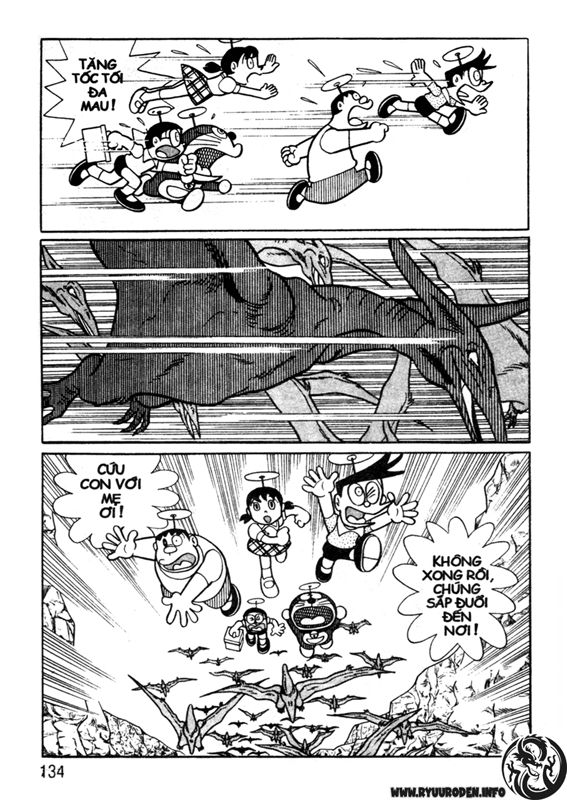 TĂNG
TỐC TỐI
ĐA
MAU!
CỨU
CON VỚI
MẸ
ƠI!
KHÔNG
XONG RỒI,
CHÚNG
SẮP ĐUỔI
ĐẾN
NƠI!
134
WWW.RYUURODEN.INFO